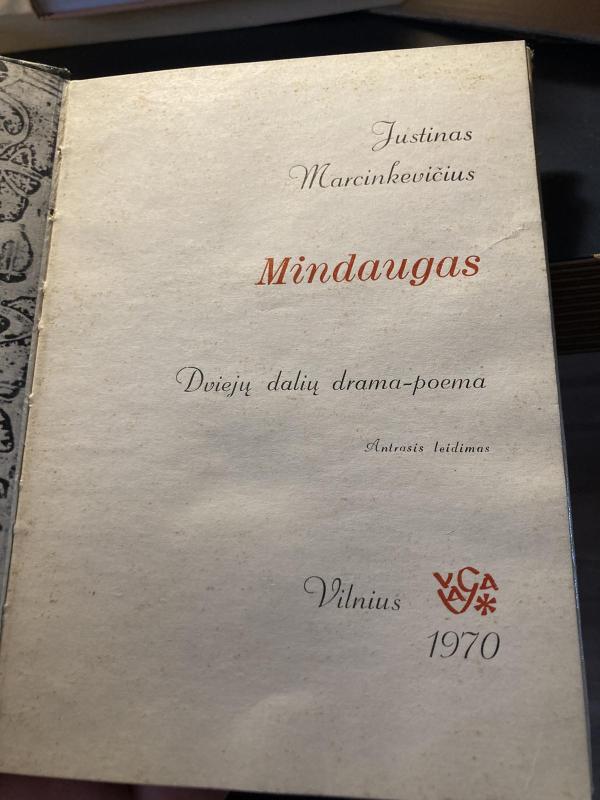 Justinas
Marcinkevičius
Mindaugas
Dviejų dalių drama-poema
Antrasis leidimas
Vilnius
VAGA
1970